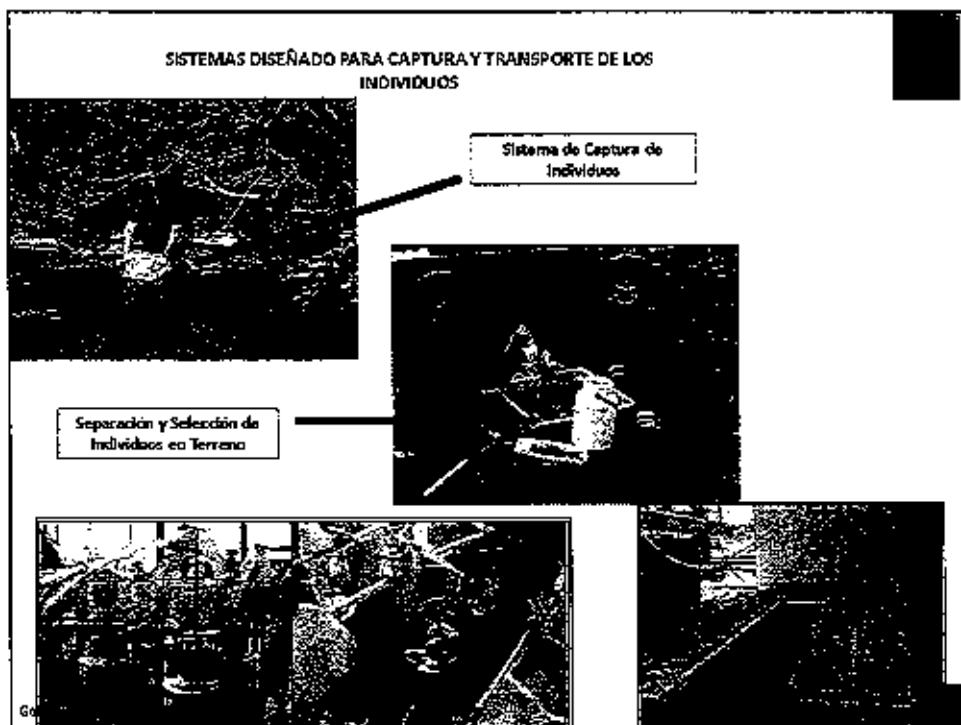 SISTEMAS DISEÑADO PARA CAPTURA Y TRANSPORTE DE LOS
INDIVIDUOS
Sistema de Captura de
Individuos
Separación y Selección de
Individuos en Terreno